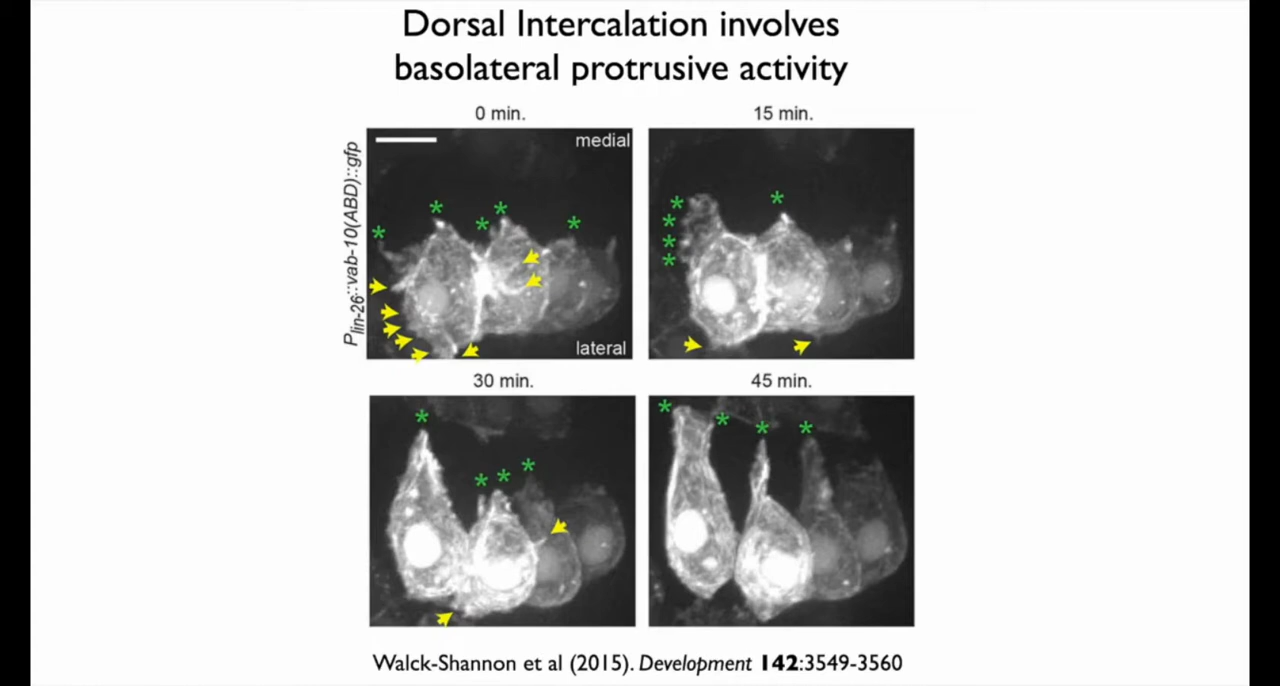 Dorsal Intercalation involves
basolateral protrusive activity
0 min.
15 min.
medial
lateral
Plin-26::vab-10(ABD)::gfp
30 min.
45 min.
Walck-Shannon et al (2015). Development 142:3549-3560